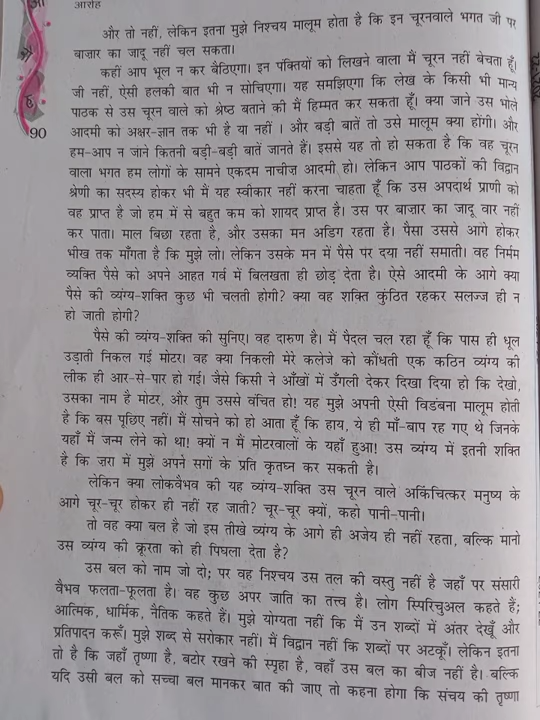 आरोह
और तो नहीं, लेकिन इतना मुझे निश्चय मालूम होता है कि इन चूरनवाले भगत जी पर
बाज़ार का जादू नहीं चल सकता।
कहीं आप भूल न कर बैठिएगा। इन पंक्तियों को लिखने वाला मैं चूरन नहीं बेचता हूँ।
जी नहीं, ऐसी हलकी बात भी न सोचिएगा। यह समझिएगा कि लेख के किसी भी मान्य
पाठक से उस चूरन वाले को श्रेष्ठ बताने की मैं हिम्मत कर सकता हूँ। क्या जाने उस भोले
आदमी को अक्षर-ज्ञान तक भी है या नहीं । और बड़ी बातें तो उसे मालूम क्या होंगी। और
90
हम-आप न जाने कितनी बड़ी-बड़ी बातें जानते हैं। इससे यह तो हो सकता है कि वह चूरन
वाला भगत हम लोगों के सामने एकदम नाचीज़ आदमी हो। लेकिन आप पाठकों की विद्वान
श्रेणी का सदस्य होकर भी मैं यह स्वीकार नहीं करना चाहता हूँ कि उस अपदार्थ प्राणी को
वह प्राप्त है जो हम में से बहुत कम को शायद प्राप्त है। उस पर बाज़ार का जादू वार नहीं
कर पाता। माल बिछा रहता है, और उसका मन अडिग रहता है। पैसा उससे आगे होकर
भीख तक माँगता है कि मुझे लो। लेकिन उसके मन में पैसे पर दया नहीं समाती। वह निर्मम
व्यक्ति पैसे को अपने आहत गर्व में बिलखता ही छोड़ देता है। ऐसे आदमी के आगे क्या
पैसे की व्यंग्य-शक्ति कुछ भी चलती होगी? क्या वह शक्ति कुंठित रहकर सलज्ज ही न
हो जाती होगी?
पैसे की व्यंग्य-शक्ति की सुनिए। वह दारुण है। मैं पैदल चल रहा हूँ कि पास ही धूल
उड़ाती निकल गई मोटर। वह क्या निकली मेरे कलेजे को कौंधती एक कठिन व्यंग्य की
लीक ही आर-से-पार हो गई। जैसे किसी ने आँखों में उँगली देकर दिखा दिया हो कि देखो,
उसका नाम है मोटर, और तुम उससे वंचित हो! यह मुझे अपनी ऐसी विडंबना मालूम होती
है कि बस पूछिए नहीं। मैं सोचने को हो आता हूँ कि हाय, ये ही माँ-बाप रह गए थे जिनके
यहाँ मैं जन्म लेने को था! क्यों न मैं मोटरवालों के यहाँ हुआ! उस व्यंग्य में इतनी शक्ति
है कि ज़रा में मुझे अपने सगों के प्रति कृतघ्न कर सकती है।
लेकिन क्या लोकवैभव की यह व्यंग्य-शक्ति उस चूरन वाले अकिंचित्कर मनुष्य के
आगे चूर-चूर होकर ही नहीं रह जाती? चूर-चूर क्यों, कहो पानी-पानी।
तो वह क्या बल है जो इस तीखे व्यंग्य के आगे ही अजेय ही नहीं रहता, बल्कि मानो
उस व्यंग्य की क्रूरता को ही पिघला देता है?
उस बल को नाम जो दो; पर वह निश्चय उस तल की वस्तु नहीं है जहाँ पर संसारी
वैभव फलता-फूलता है। वह कुछ अपर जाति का तत्त्व है। लोग स्पिरिचुअल कहते हैं;
आत्मिक, धार्मिक, नैतिक कहते हैं। मुझे योग्यता नहीं कि मैं उन शब्दों में अंतर देखूँ और
प्रतिपादन करूँ। मुझे शब्द से सरोकार नहीं। मैं विद्वान नहीं कि शब्दों पर अटकूँ। लेकिन इतना
तो है कि जहाँ तृष्णा है, बटोर रखने की स्पृहा है, वहाँ उस बल का बीज नहीं है। बल्कि
यदि उसी बल को सच्चा बल मानकर बात की जाए तो कहना होगा कि संचय की तृष्णा